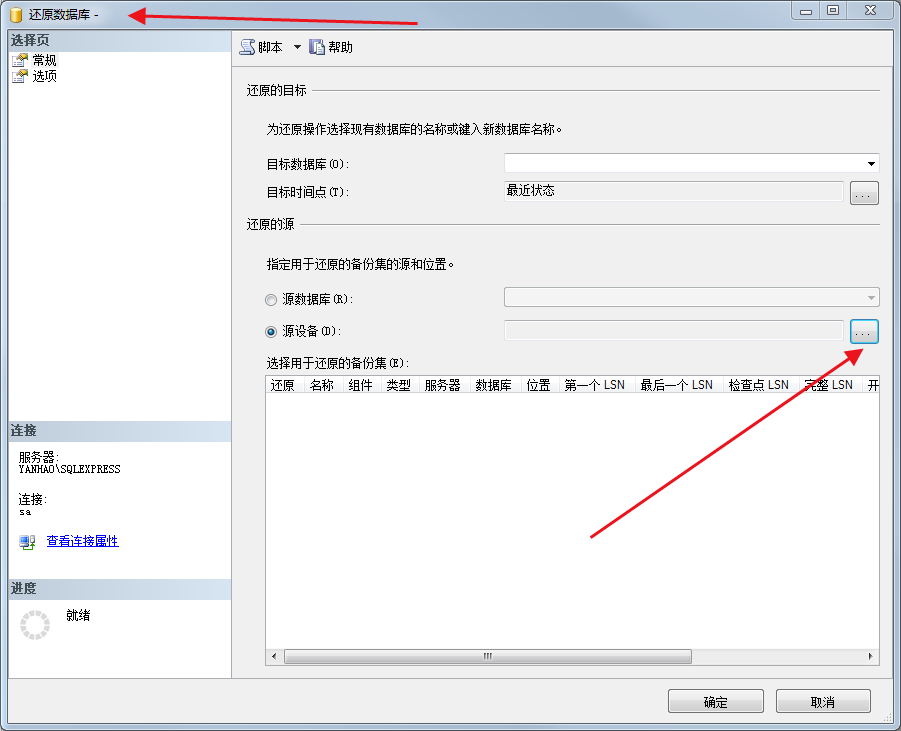 还原数据库 -
选择页
常规
选项
脚本 帮助
还原的目标
为还原操作选择现有数据库的名称或键入新数据库名称。
目标数据库(O):
目标时间点(T): 最近状态 ...
还原的源
指定用于还原的备份集的源和位置。
源数据库(R):
源设备(D): ...
选择用于还原的备份集(E):
还原 名称 组件 类型 服务器 数据库 位置 第一个 LSN 最后一个 LSN 检查点 LSN 完整 LSN 开
连接
服务器:
YANHAO\SQLEXPRESS
连接:
sa
查看连接属性
进度
就绪
确定 取消